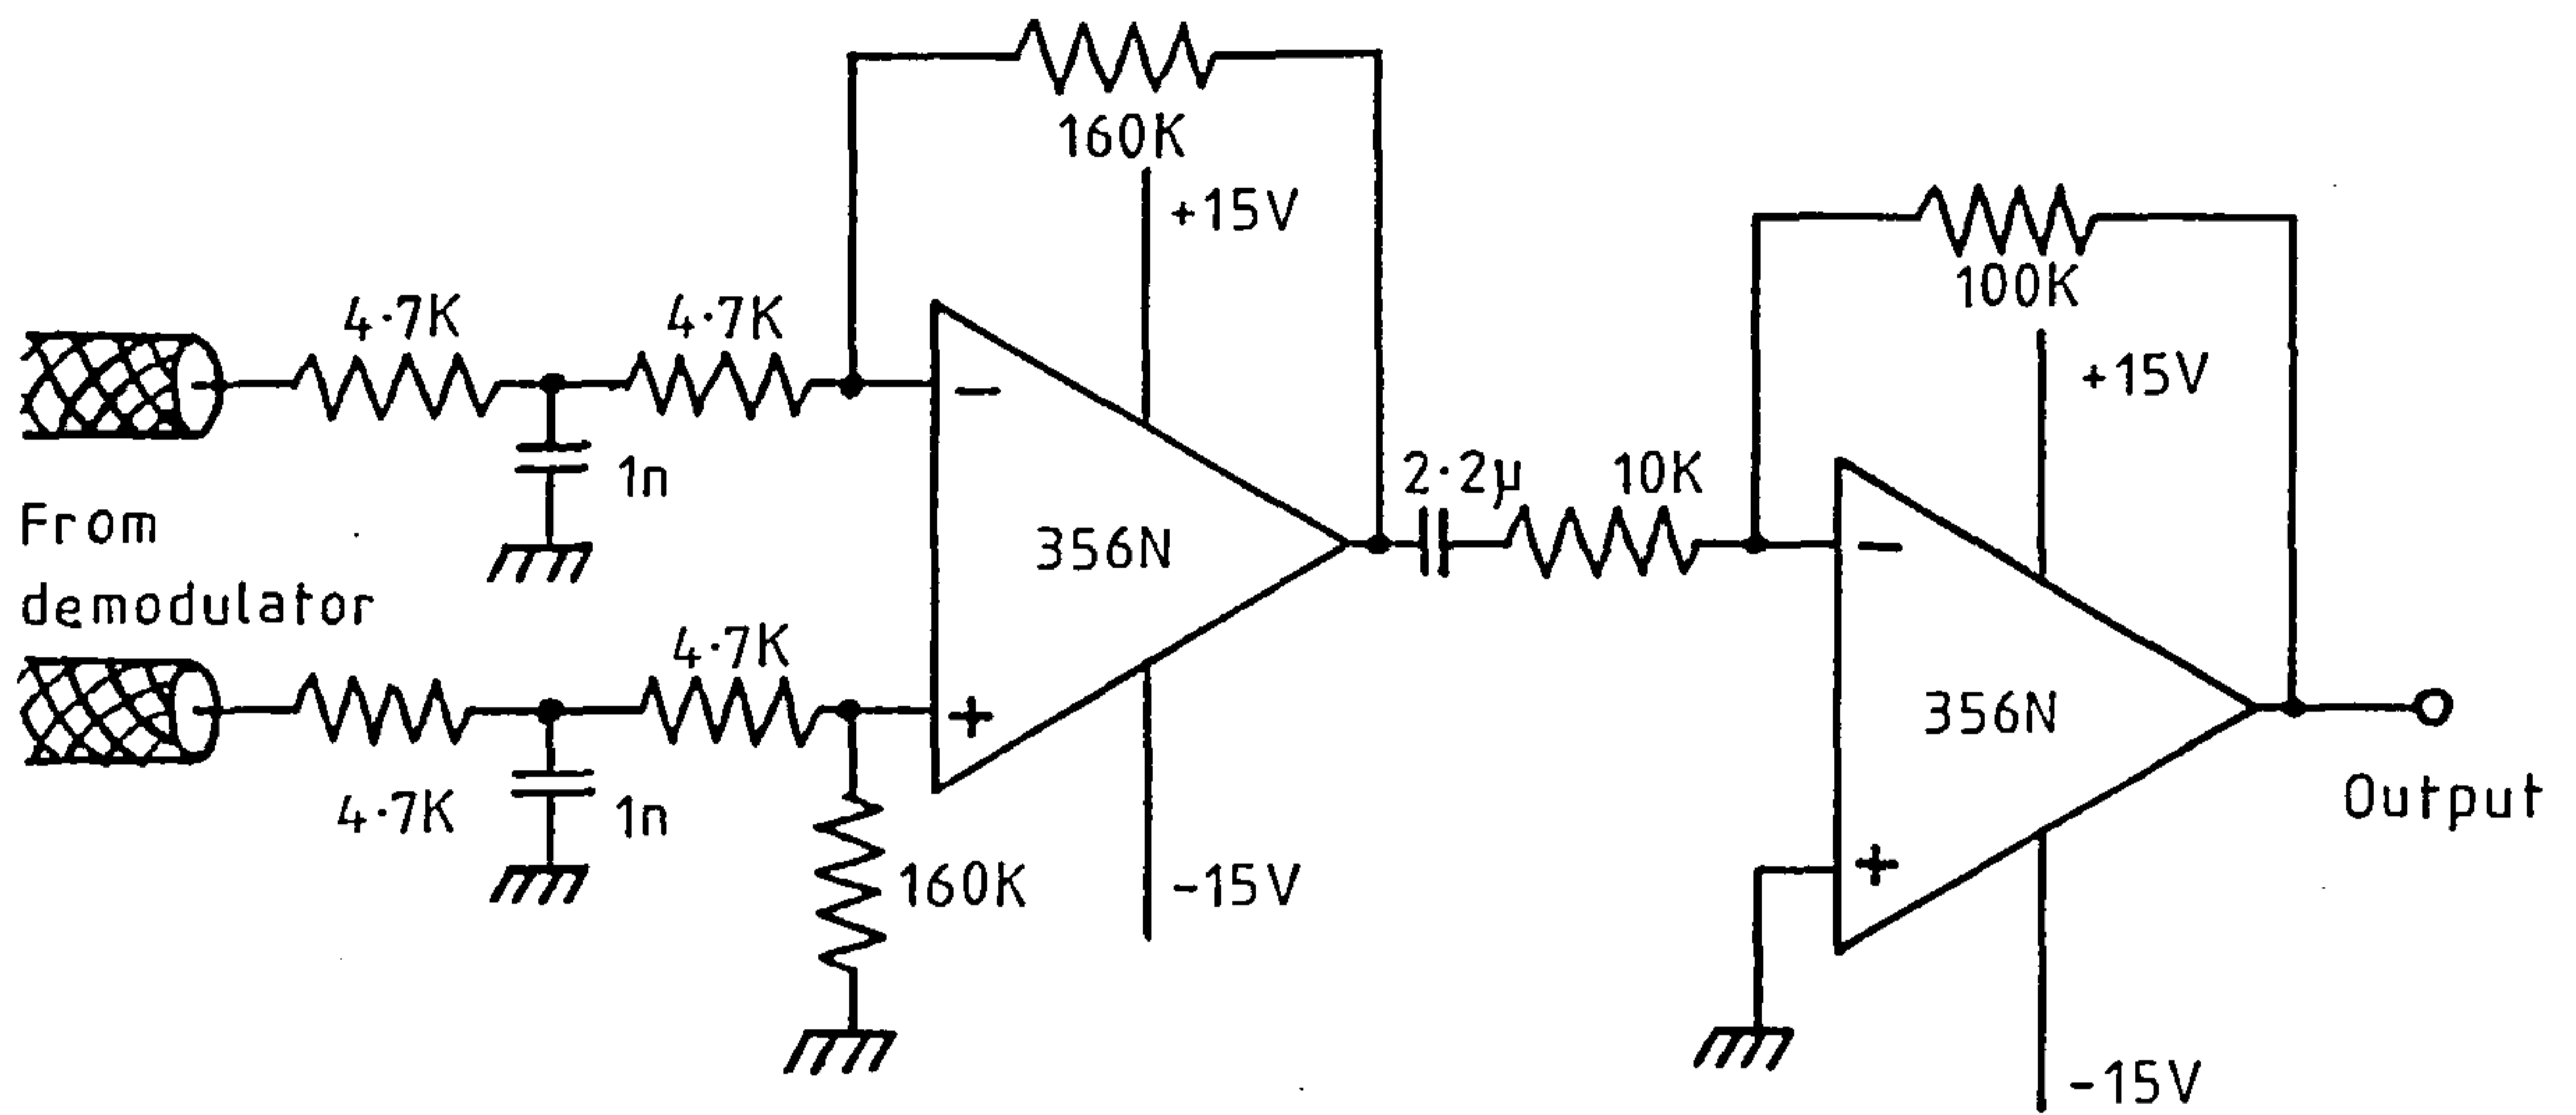 160K
+15V
4·7K
4·7K
1n
From
demodulator
4·7K
4·7K
1n
160K
-15V
356N
-
+
2·2µ
10K
100K
+15V
356N
-
+
-15V
Output